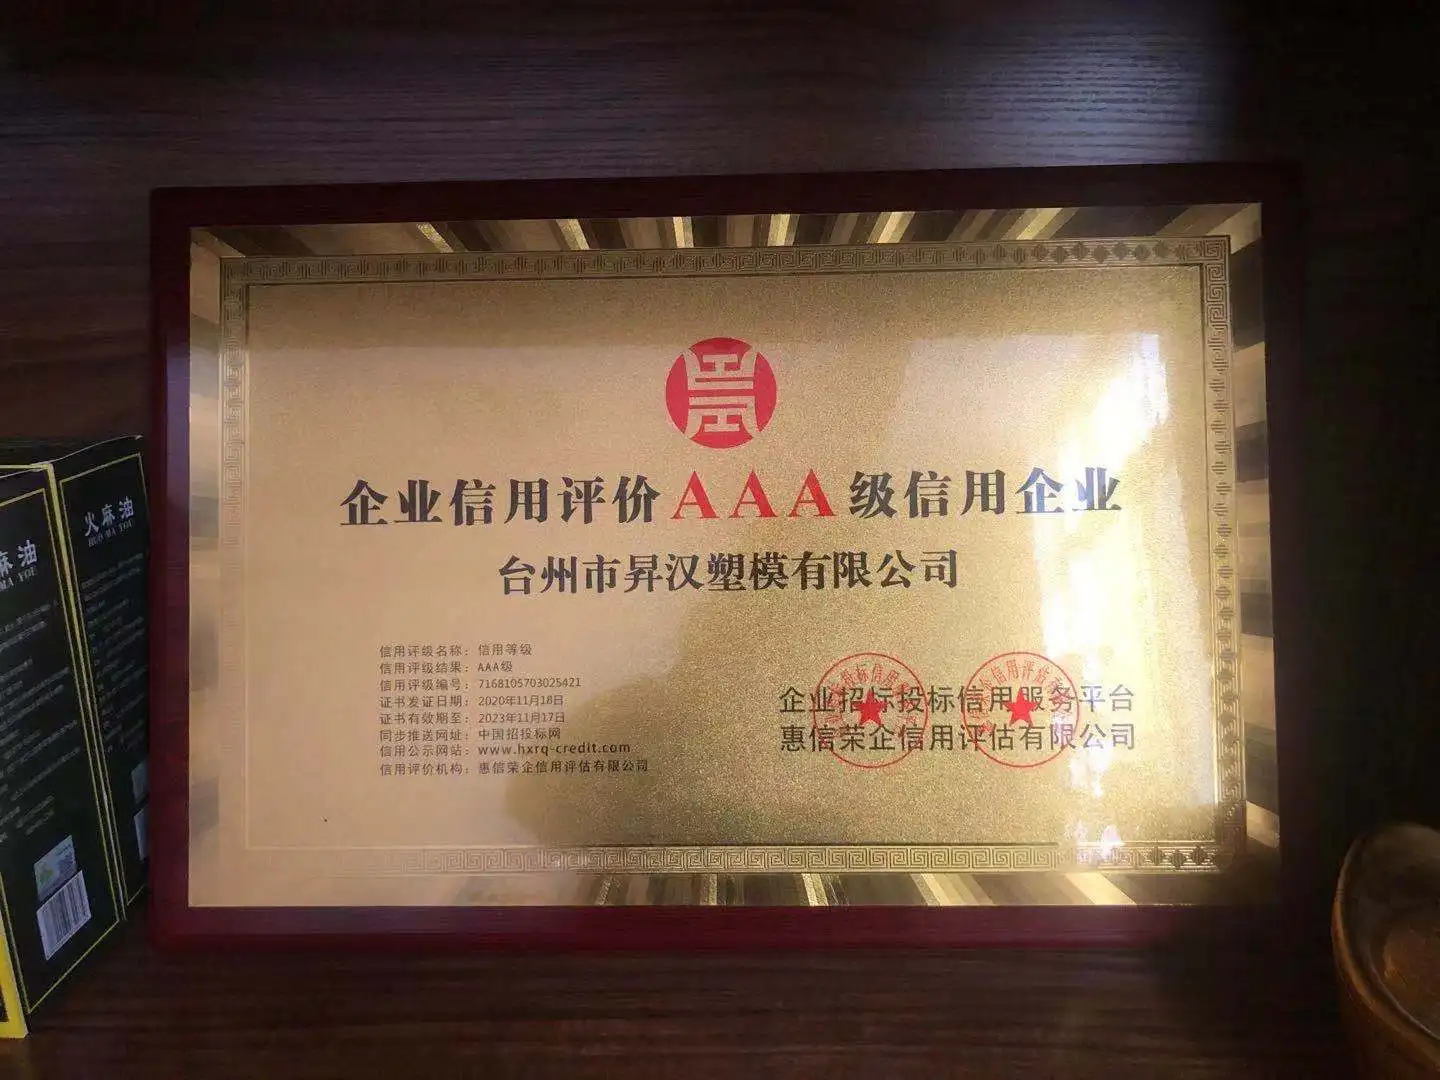 企业信用评价AAA级信用企业
台州市昇汉塑模有限公司
信用评级名称：信用等级
信用评级结果：AAA级
信用评级编号：7168105703025421
证书发证日期：2020年11月18日
证书有效期至：2023年11月17日
同步推送网址：中国招投标网
信用公示网站：www.hxrq-credit.com
信用评价机构：惠信荣企信用评估有限公司
企业招标投标信用服务平台
惠信荣企信用评估有限公司
火麻油
HUO MA YOU
麻油
MA YOU